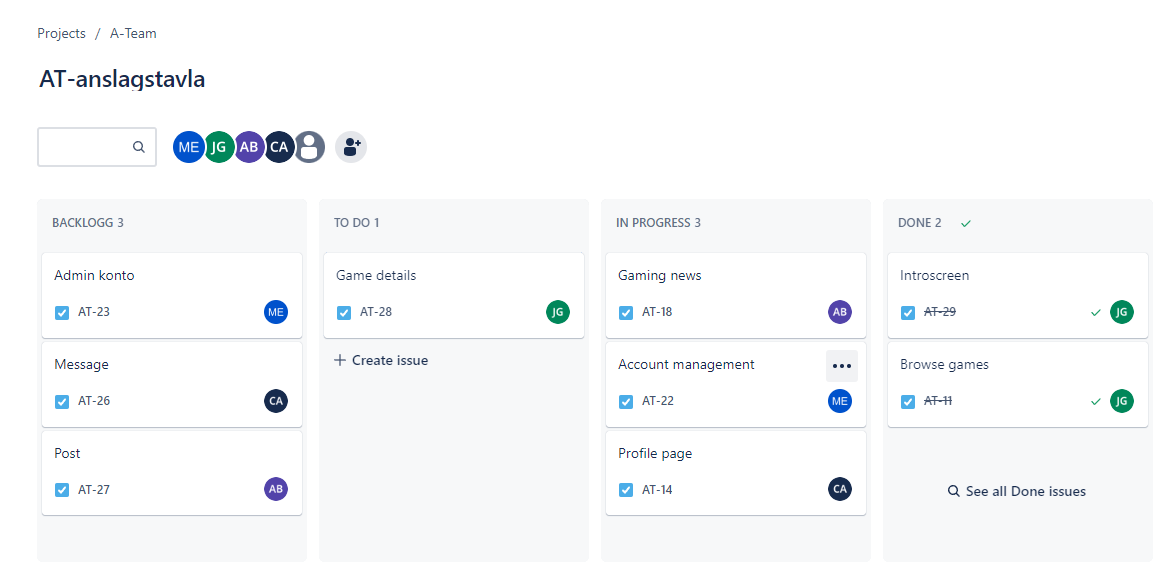 Projects / A-Team
AT-anslagstavla
ME JG AB CA
BACKLOGG 3
Admin konto
AT-23 ME
Message
AT-26 CA
Post
AT-27 AB
TO DO 1
Game details
AT-28 JG
+ Create issue
IN PROGRESS 3
Gaming news
AT-18 AB
Account management
AT-22 ME
Profile page
AT-14 CA
DONE 2
Introscreen
AT-29 JG
Browse games
AT-11 JG
See all Done issues